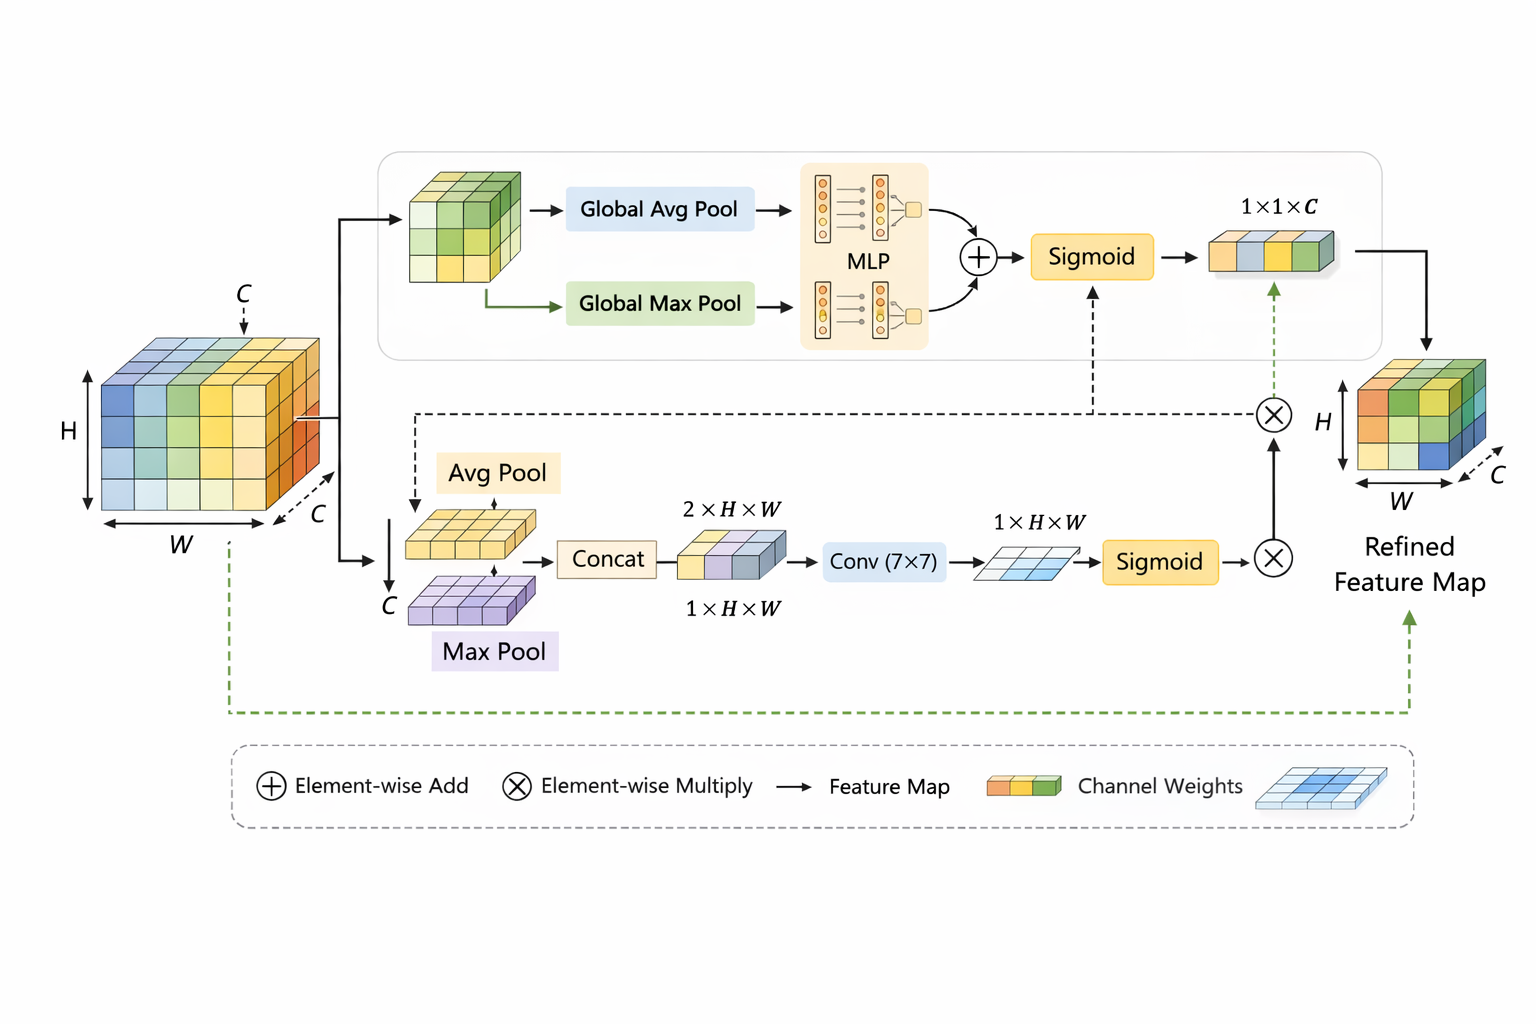 Global Avg Pool
1×1×C
MLP
Sigmoid
Global Max Pool
C
H
C
W
Avg Pool
2 × H × W
1 × H × W
Concat
Conv (7×7)
Sigmoid
C
1 × H × W
Max Pool
H
C
W
Refined
Feature Map
Element-wise Add
Element-wise Multiply
Feature Map
Channel Weights